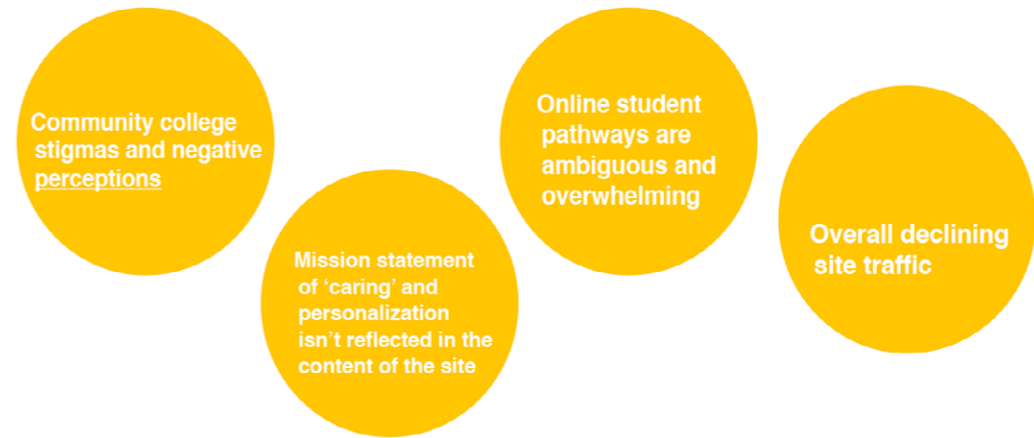 Community college
stigmas and negative
perceptions
Mission statement
of ‘caring’ and
personalization
isn’t reflected in the
content of the site
Online student
pathways are
ambiguous and
overwhelming
Overall declining
site traffic